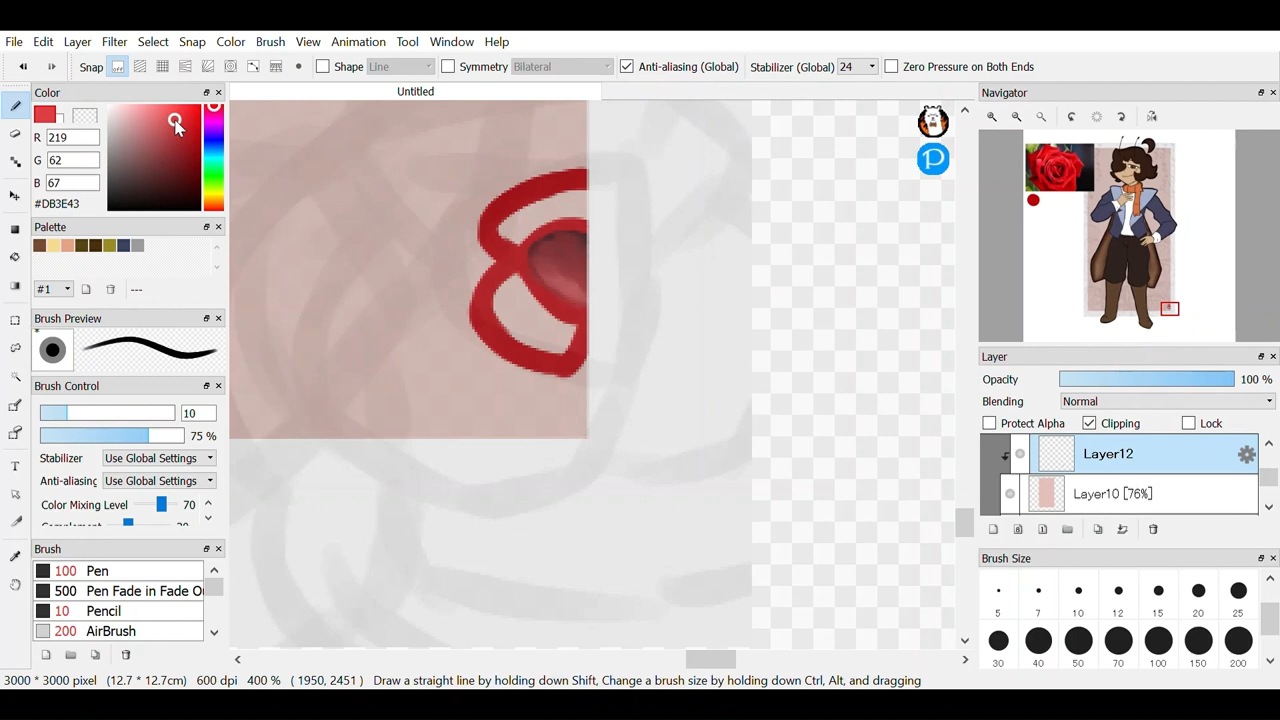 File Edit Layer Filter Select Snap Color Brush View Animation Tool Window Help
Snap off Shape Line Symmetry Bilateral Anti-aliasing (Global) Stabilizer (Global) 24 Zero Pressure on Both Ends
Color
Untitled
Navigator
R 219
G 62
B 67
#DB3E43
Palette
#1 ---
Brush Preview
*
Brush Control
10
75 %
Stabilizer Use Global Settings
Anti-aliasing Use Global Settings
Color Mixing Level 70
Brush
100 Pen
500 Pen Fade in Fade O
10 Pencil
200 AirBrush
Layer
Opacity 100 %
Blending Normal
Protect Alpha Clipping Lock
Layer12
Layer10 [76%]
Brush Size
5 7 10 12 15 20 25
30 40 50 70 100 150 200
3000 * 3000 pixel (12.7 * 12.7cm) 600 dpi 400 % ( 1950, 2451 ) Draw a straight line by holding down Shift, Change a brush size by holding down Ctrl, Alt, and dragging